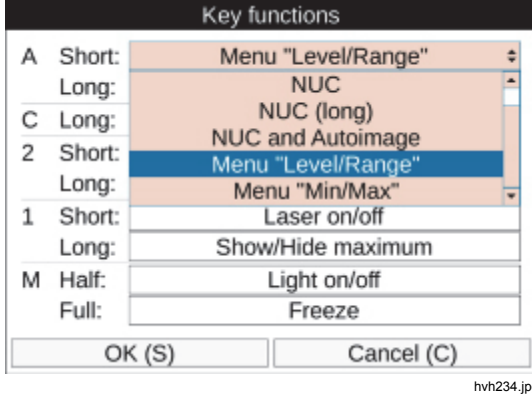 Key functions
A Short: Menu "Level/Range"
Long: NUC
NUC (long)
C Long:
NUC and Autoimage
2 Short:
Menu "Level/Range"
Long: Menu "Min/Max"
1 Short: Laser on/off
Long: Show/Hide maximum
M Half: Light on/off
Full: Freeze
OK (S) Cancel (C)
hvh234.jp